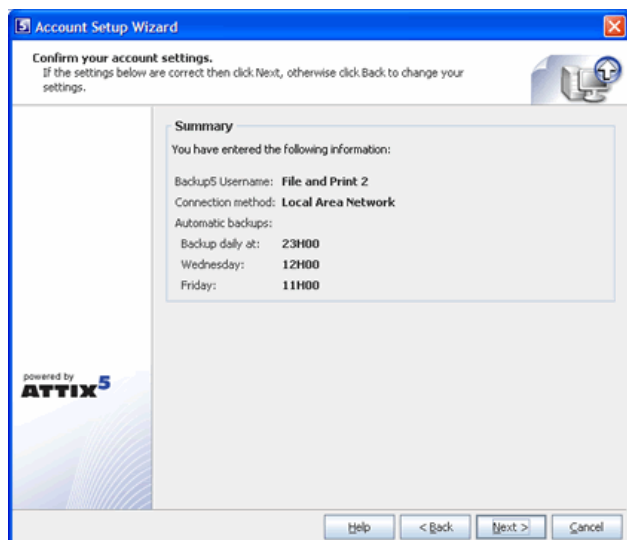 Account Setup Wizard
Confirm your account settings.
If the settings below are correct then click Next, otherwise click Back to change your
settings.
Summary
You have entered the following information:
Backup5 Username: File and Print 2
Connection method: Local Area Network
Automatic backups:
Backup daily at: 23H00
Wednesday: 12H00
Friday: 11H00
powered by
ATTIX5
Help < Back Next > Cancel